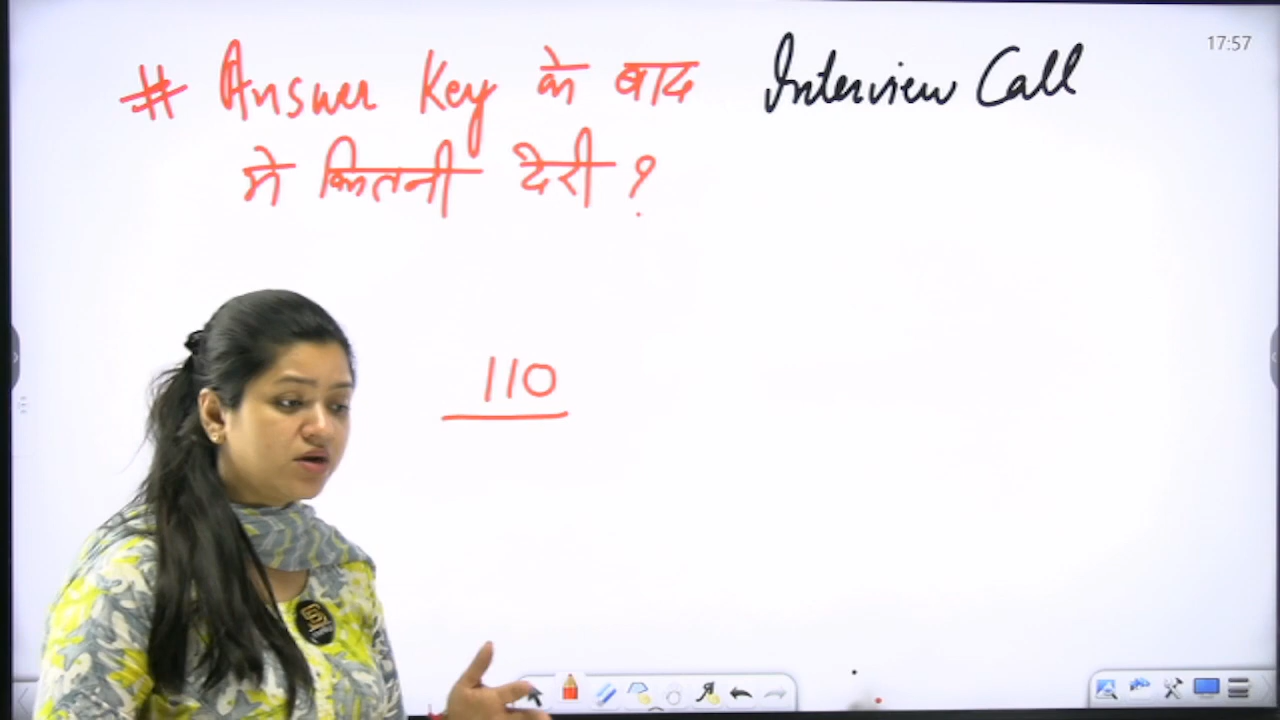 17:57
# Answer Key के बाद Interview Call
मे कितनी देरी ?
110